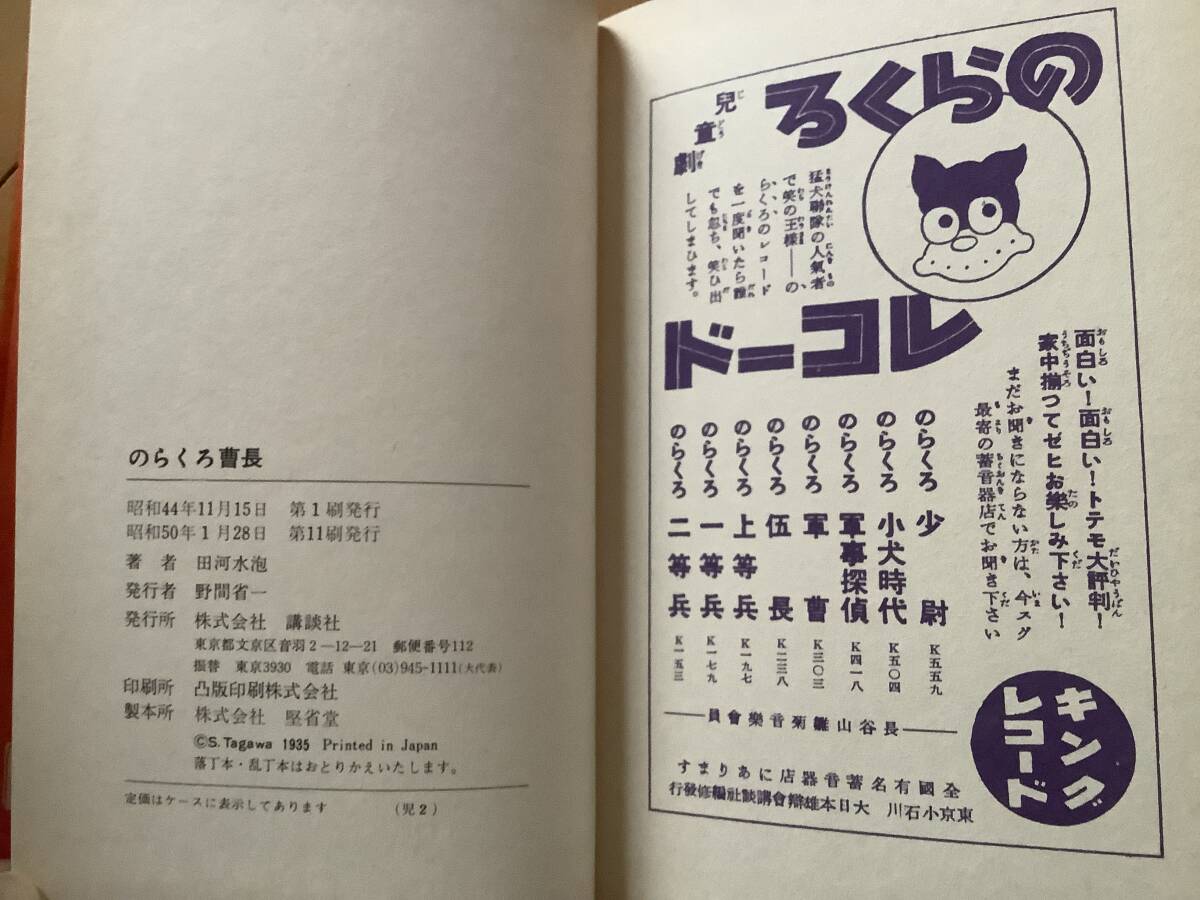 のらくろ曹長
昭和44年11月15日 第1刷発行
昭和50年1月28日 第11刷発行
著者 田河水泡
発行者 野間省一
発行所 株式会社 講談社
東京都文京区音羽2-12-21 郵便番号112
振替 東京3930 電話 東京(03)945-1111(大代表)
印刷所 凸版印刷株式会社
製本所 株式会社 堅省堂
©S. Tagawa 1935 Printed in Japan
落丁本・乱丁本はおとりかえいたします。
定価はケースに表示してあります (児2)
ろくらの
兒童劇
じどうげき
猛犬聯隊の人氣者
で笑の王様——の
らくろのレコード
を一度聞いたら誰
でも忽ち、笑ひ出
してしまひます。
ドーコレ
面白い!面白い!トテモ大評判!
家中揃つてゼヒお樂しみ下さい!
まだお聞きにならない方は、今スグ
最寄の蓄音器店でお聞き下さい
のらくろ 少尉 K五五九
のらくろ 小犬時代 K五〇四
のらくろ 軍事探偵 K四一八
のらくろ 軍曹 K三〇三
のらくろ 伍長 K二三八
のらくろ 上等兵 K一九七
のらくろ 一等兵 K一七九
のらくろ 二等兵 K一五三
員會樂音菊雛山谷長
すまりあに店器音蓄名有國全
行發修編社談講會辯雄本日大 川石小京東
キング
レコード